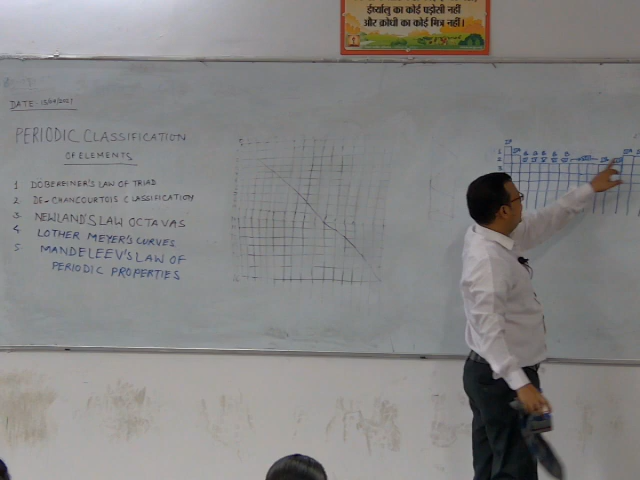 ईर्ष्यालु का कोई पड़ोसी नहीं
और क्रोधी का कोई मित्र नहीं।
PERIODIC CLASSIFICATION
OF ELEMENTS
1 DOBEREINER'S LAW OF TRIAD
2 DE-CHANCOURTOIS CLASSIFICATION
3 NEWLAND'S LAW OCTAVAS
4 LOTHER MEYER'S CURVES
5 MANDELEEV'S LAW OF
PERIODIC PROPERTIES